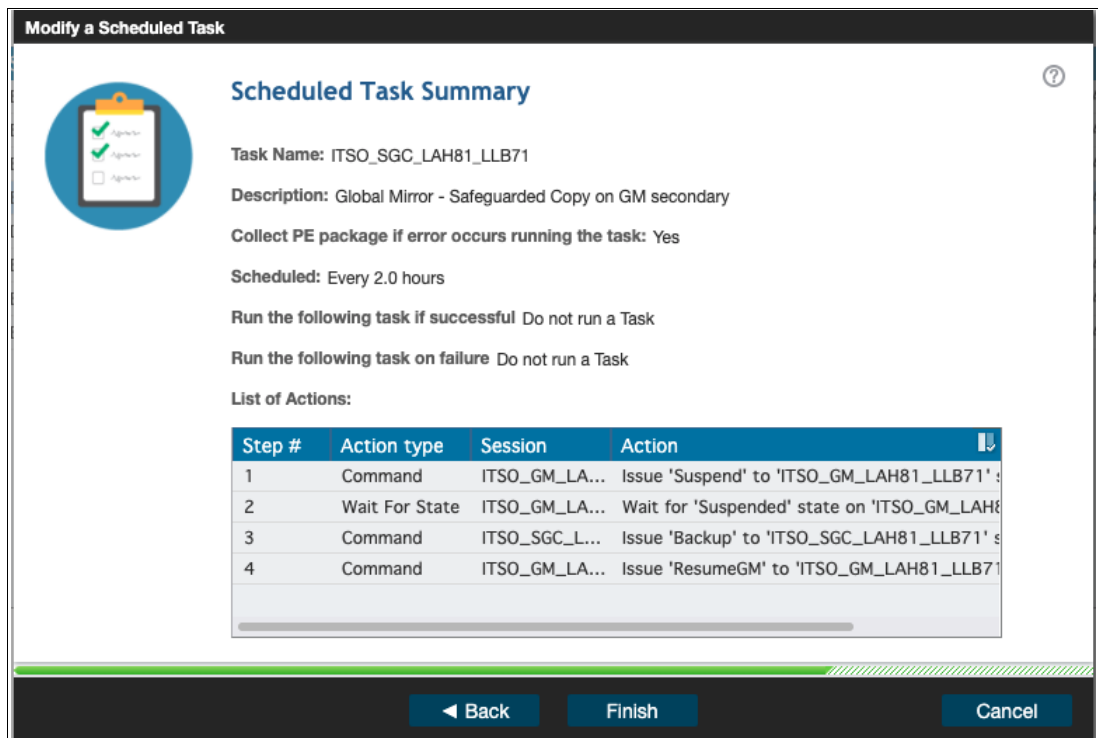 Modify a Scheduled Task
Scheduled Task Summary
Task Name: ITSO_SGC_LAH81_LLB71
Description: Global Mirror - Safeguarded Copy on GM secondary
Collect PE package if error occurs running the task: Yes
Scheduled: Every 2.0 hours
Run the following task if successful Do not run a Task
Run the following task on failure Do not run a Task
List of Actions:
Step # Action type Session Action
1 Command ITSO_GM_LA... Issue 'Suspend' to 'ITSO_GM_LAH81_LLB71' s
2 Wait For State ITSO_GM_LA... Wait for 'Suspended' state on 'ITSO_GM_LAH8
3 Command ITSO_SGC_L... Issue 'Backup' to 'ITSO_SGC_LAH81_LLB71' s
4 Command ITSO_GM_LA... Issue 'ResumeGM' to 'ITSO_GM_LAH81_LLB71
◄ Back Finish Cancel